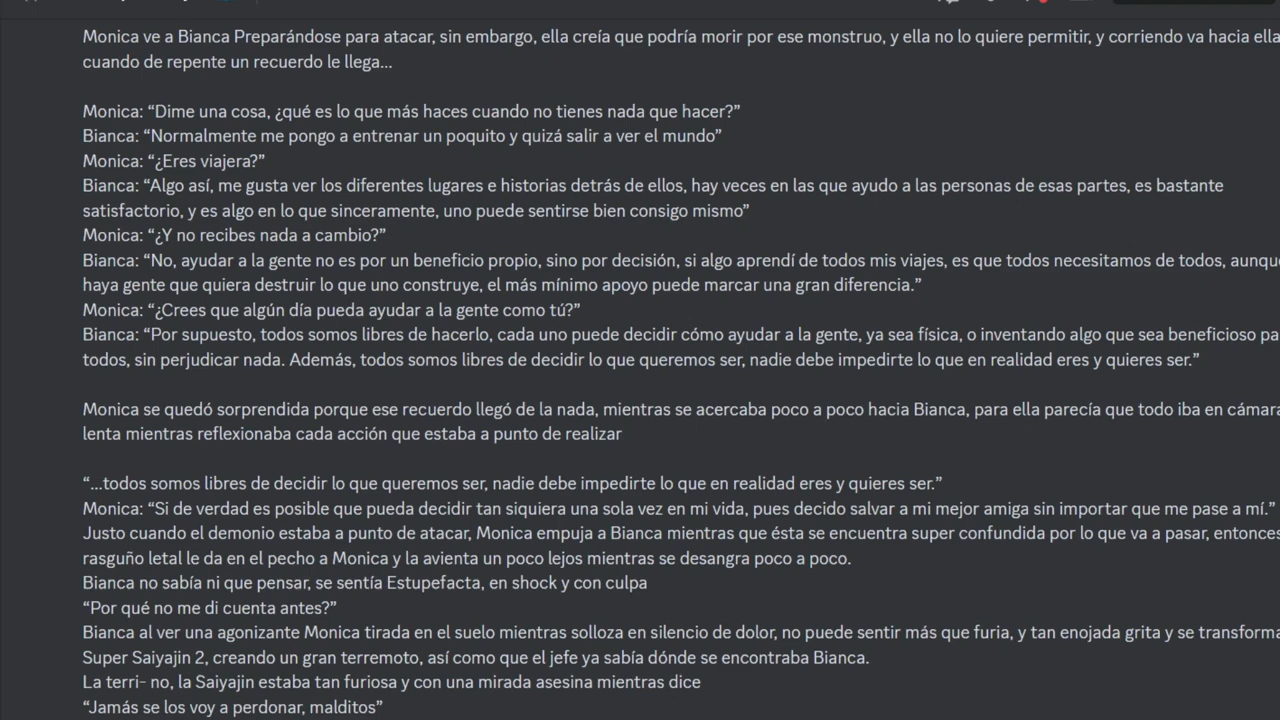 Monica ve a Bianca Preparándose para atacar, sin embargo, ella creía que podría morir por ese monstruo, y ella no lo quiere permitir, y corriendo va hacia ella
cuando de repente un recuerdo le llega...
Monica: “Dime una cosa, ¿qué es lo que más haces cuando no tienes nada que hacer?”
Bianca: “Normalmente me pongo a entrenar un poquito y quizá salir a ver el mundo”
Monica: “¿Eres viajera?”
Bianca: “Algo así, me gusta ver los diferentes lugares e historias detrás de ellos, hay veces en las que ayudo a las personas de esas partes, es bastante
satisfactorio, y es algo en lo que sinceramente, uno puede sentirse bien consigo mismo”
Monica: “¿Y no recibes nada a cambio?”
Bianca: “No, ayudar a la gente no es por un beneficio propio, sino por decisión, si algo aprendí de todos mis viajes, es que todos necesitamos de todos, aunque
haya gente que quiera destruir lo que uno construye, el más mínimo apoyo puede marcar una gran diferencia.”
Monica: “¿Crees que algún día pueda ayudar a la gente como tú?”
Bianca: “Por supuesto, todos somos libres de hacerlo, cada uno puede decidir cómo ayudar a la gente, ya sea física, o inventando algo que sea beneficioso pa
todos, sin perjudicar nada. Además, todos somos libres de decidir lo que queremos ser, nadie debe impedirte lo que en realidad eres y quieres ser.”
Monica se quedó sorprendida porque ese recuerdo llegó de la nada, mientras se acercaba poco a poco hacia Bianca, para ella parecía que todo iba en cámara
lenta mientras reflexionaba cada acción que estaba a punto de realizar
“...todos somos libres de decidir lo que queremos ser, nadie debe impedirte lo que en realidad eres y quieres ser.”
Monica: “Si de verdad es posible que pueda decidir tan siquiera una sola vez en mi vida, pues decido salvar a mi mejor amiga sin importar que me pase a mí.”
Justo cuando el demonio estaba a punto de atacar, Monica empuja a Bianca mientras que ésta se encuentra super confundida por lo que va a pasar, entonces
rasguño letal le da en el pecho a Monica y la avienta un poco lejos mientras se desangra poco a poco.
Bianca no sabía ni que pensar, se sentía Estupefacta, en shock y con culpa
“Por qué no me di cuenta antes?”
Bianca al ver una agonizante Monica tirada en el suelo mientras solloza en silencio de dolor, no puede sentir más que furia, y tan enojada grita y se transforma
Super Saiyajin 2, creando un gran terremoto, así como que el jefe ya sabía dónde se encontraba Bianca.
La terri- no, la Saiyajin estaba tan furiosa y con una mirada asesina mientras dice
“Jamás se los voy a perdonar, malditos”